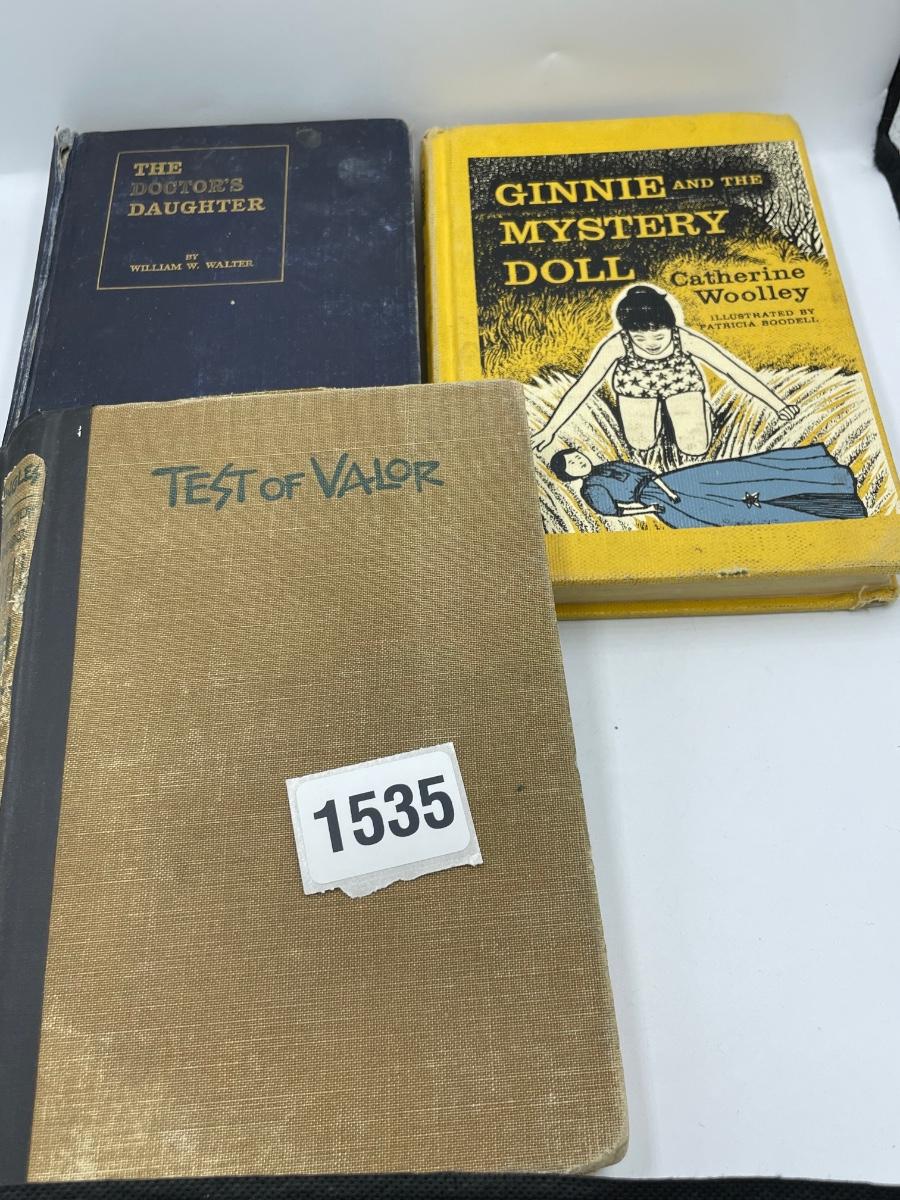 THE
DOCTOR'S
DAUGHTER
BY
WILLIAM W. WALTER
GINNIE AND THE
MYSTERY
DOLL
Catherine
Woolley
ILLUSTRATED BY
PATRICIA BOODELL
TEST OF VALOR
1535